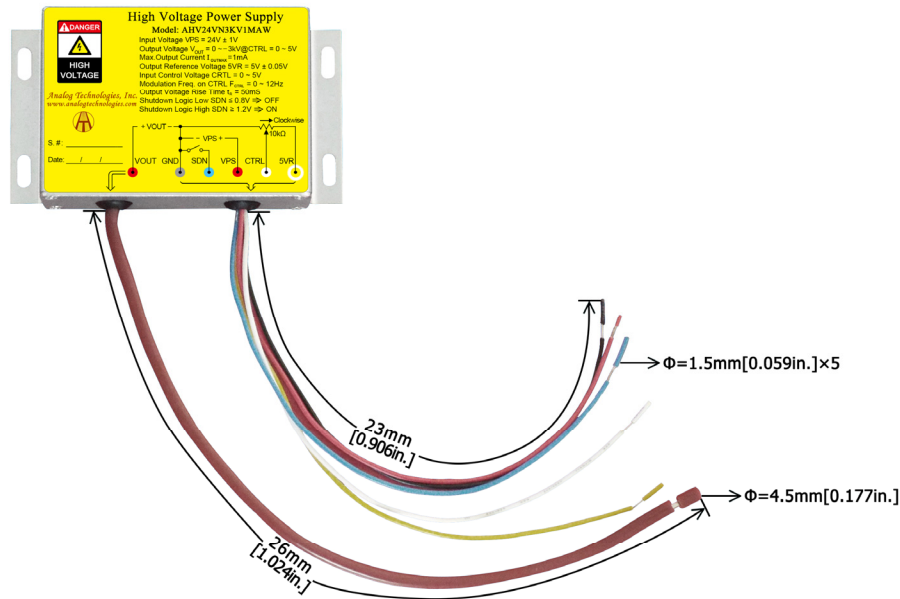 DANGER
HIGH
VOLTAGE
High Voltage Power Supply
Model: AHV24VN3KV1MAW
Input Voltage VPS = 24V ± 1V
Output Voltage VOUT = 0 ~ −3kV@CTRL = 0 ~ 5V
Max.Output Current IOUTMAX =1mA
Output Reference Voltage 5VR = 5V ± 0.05V
Input Control Voltage CRTL = 0 ~ 5V
Modulation Freq. on CTRL FCTRL = 0 ~ 12Hz
Output Voltage Rise Time tr = 50mS
Shutdown Logic Low SDN ≤ 0.8V ⇒ OFF
Shutdown Logic High SDN ≥ 1.2V ⇒ ON
Analog Technologies, Inc.
www.analogtechnologies.com
S. #:
Date: / /
+ VOUT −
− VPS +
Clockwise
10kΩ
VOUT GND SDN VPS CTRL 5VR
Φ=1.5mm[0.059in.]×5
23mm
[0.906in.]
Φ=4.5mm[0.177in.]
26mm
[1.024in.]